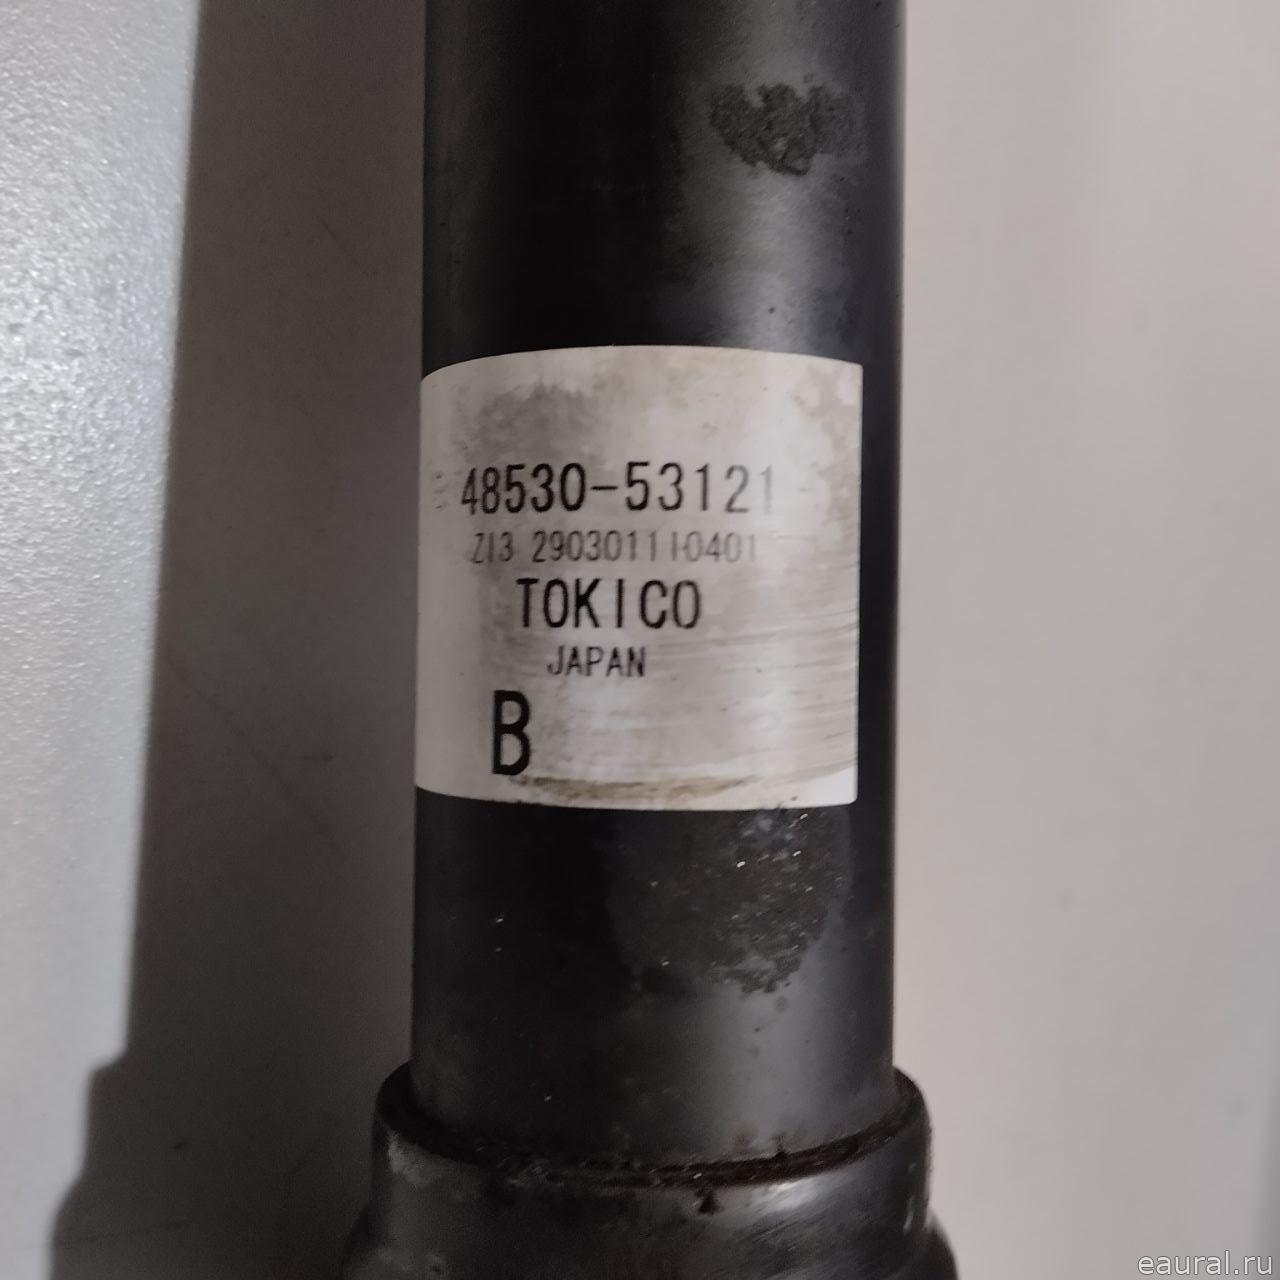 48530-53121
Z13 290301110401
TOKICO
JAPAN
B
eaural.ru